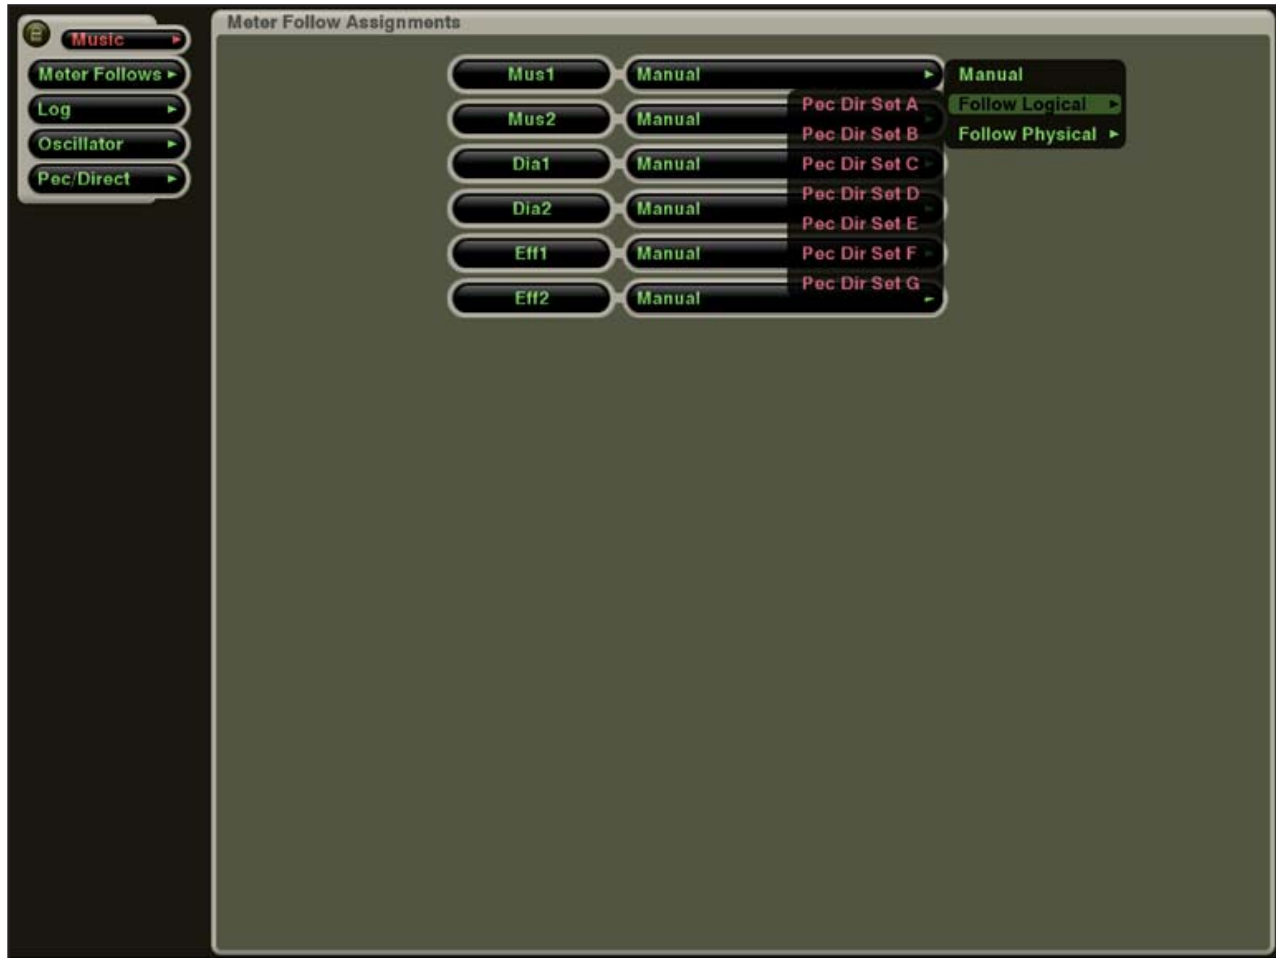 Meter Follow Assignments
Music
Meter Follows
Log
Oscillator
Pec/Direct
Mus1 Manual
Mus2 Manual
Dia1 Manual
Dia2 Manual
Eff1 Manual
Eff2 Manual
Pec Dir Set A
Pec Dir Set B
Pec Dir Set C
Pec Dir Set D
Pec Dir Set E
Pec Dir Set F
Pec Dir Set G
Manual
Follow Logical
Follow Physical